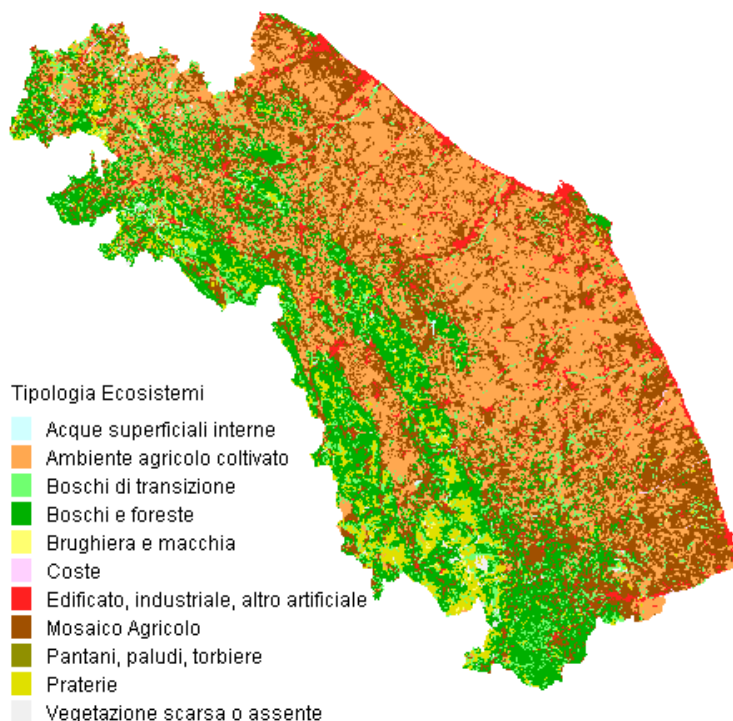 Tipologia Ecosistemi
Acque superficiali interne
Ambiente agricolo coltivato
Boschi di transizione
Boschi e foreste
Brughiera e macchia
Coste
Edificato, industriale, altro artificiale
Mosaico Agricolo
Pantani, paludi, torbiere
Praterie
Vegetazione scarsa o assente